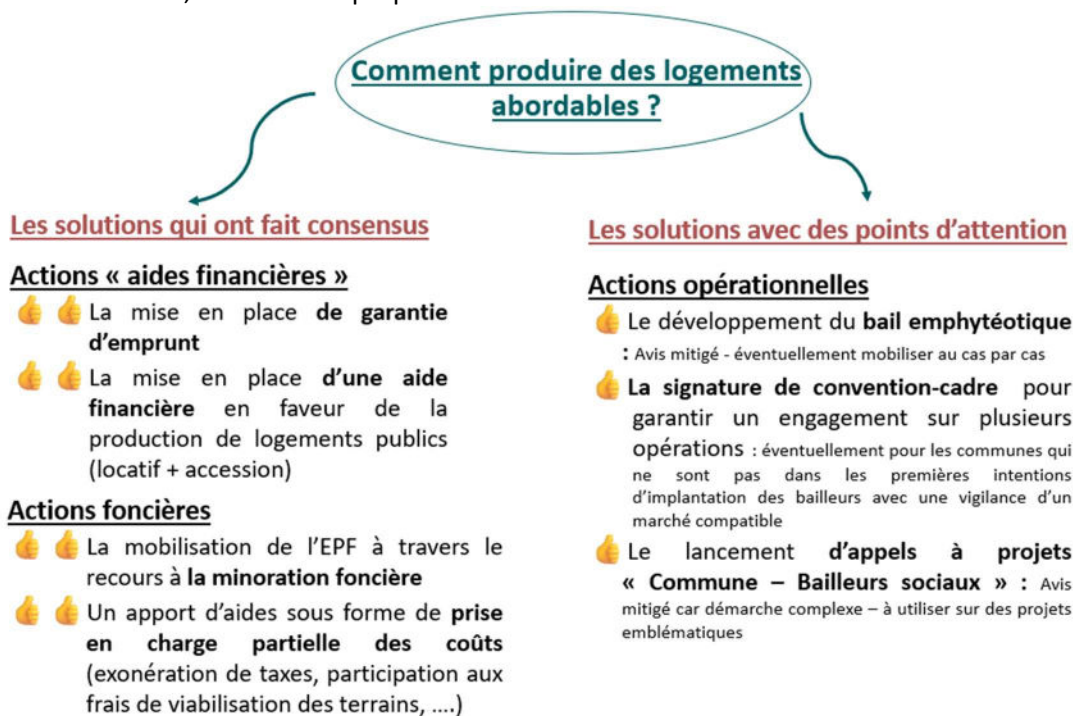 Comment produire des logements
abordables ?
Les solutions qui ont fait consensus
Actions « aides financières »
La mise en place de garantie
d'emprunt
La mise en place d'une aide
financière en faveur de la
production de logements publics
(locatif + accession)
Actions foncières
La mobilisation de l'EPF à travers le
recours à la minoration foncière
Un apport d'aides sous forme de prise
en charge partielle des coûts
(exonération de taxes, participation aux
frais de viabilisation des terrains, ....)
Les solutions avec des points d'attention
Actions opérationnelles
Le développement du bail emphytéotique
: Avis mitigé - éventuellement mobiliser au cas par cas
La signature de convention-cadre pour
garantir un engagement sur plusieurs
opérations : éventuellement pour les communes qui
ne sont pas dans les premières intentions
d'implantation des bailleurs avec une vigilance d'un
marché compatible
Le lancement d'appels à projets
« Commune – Bailleurs sociaux » : Avis
mitigé car démarche complexe – à utiliser sur des projets
emblématiques